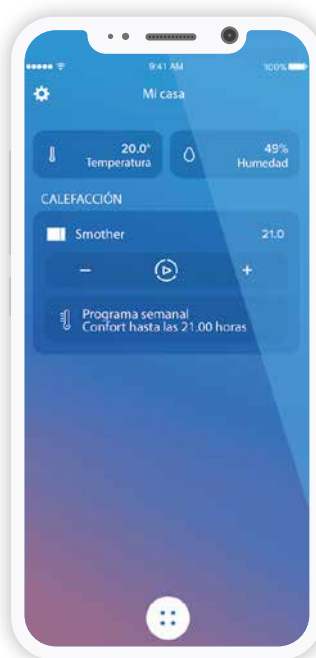 9:41 AM
100%
Mi casa
20.0°
Temperatura
49%
Humedad
CALEFACCIÓN
Smother
21.0
Programa semanal
Confort hasta las 21.00 horas